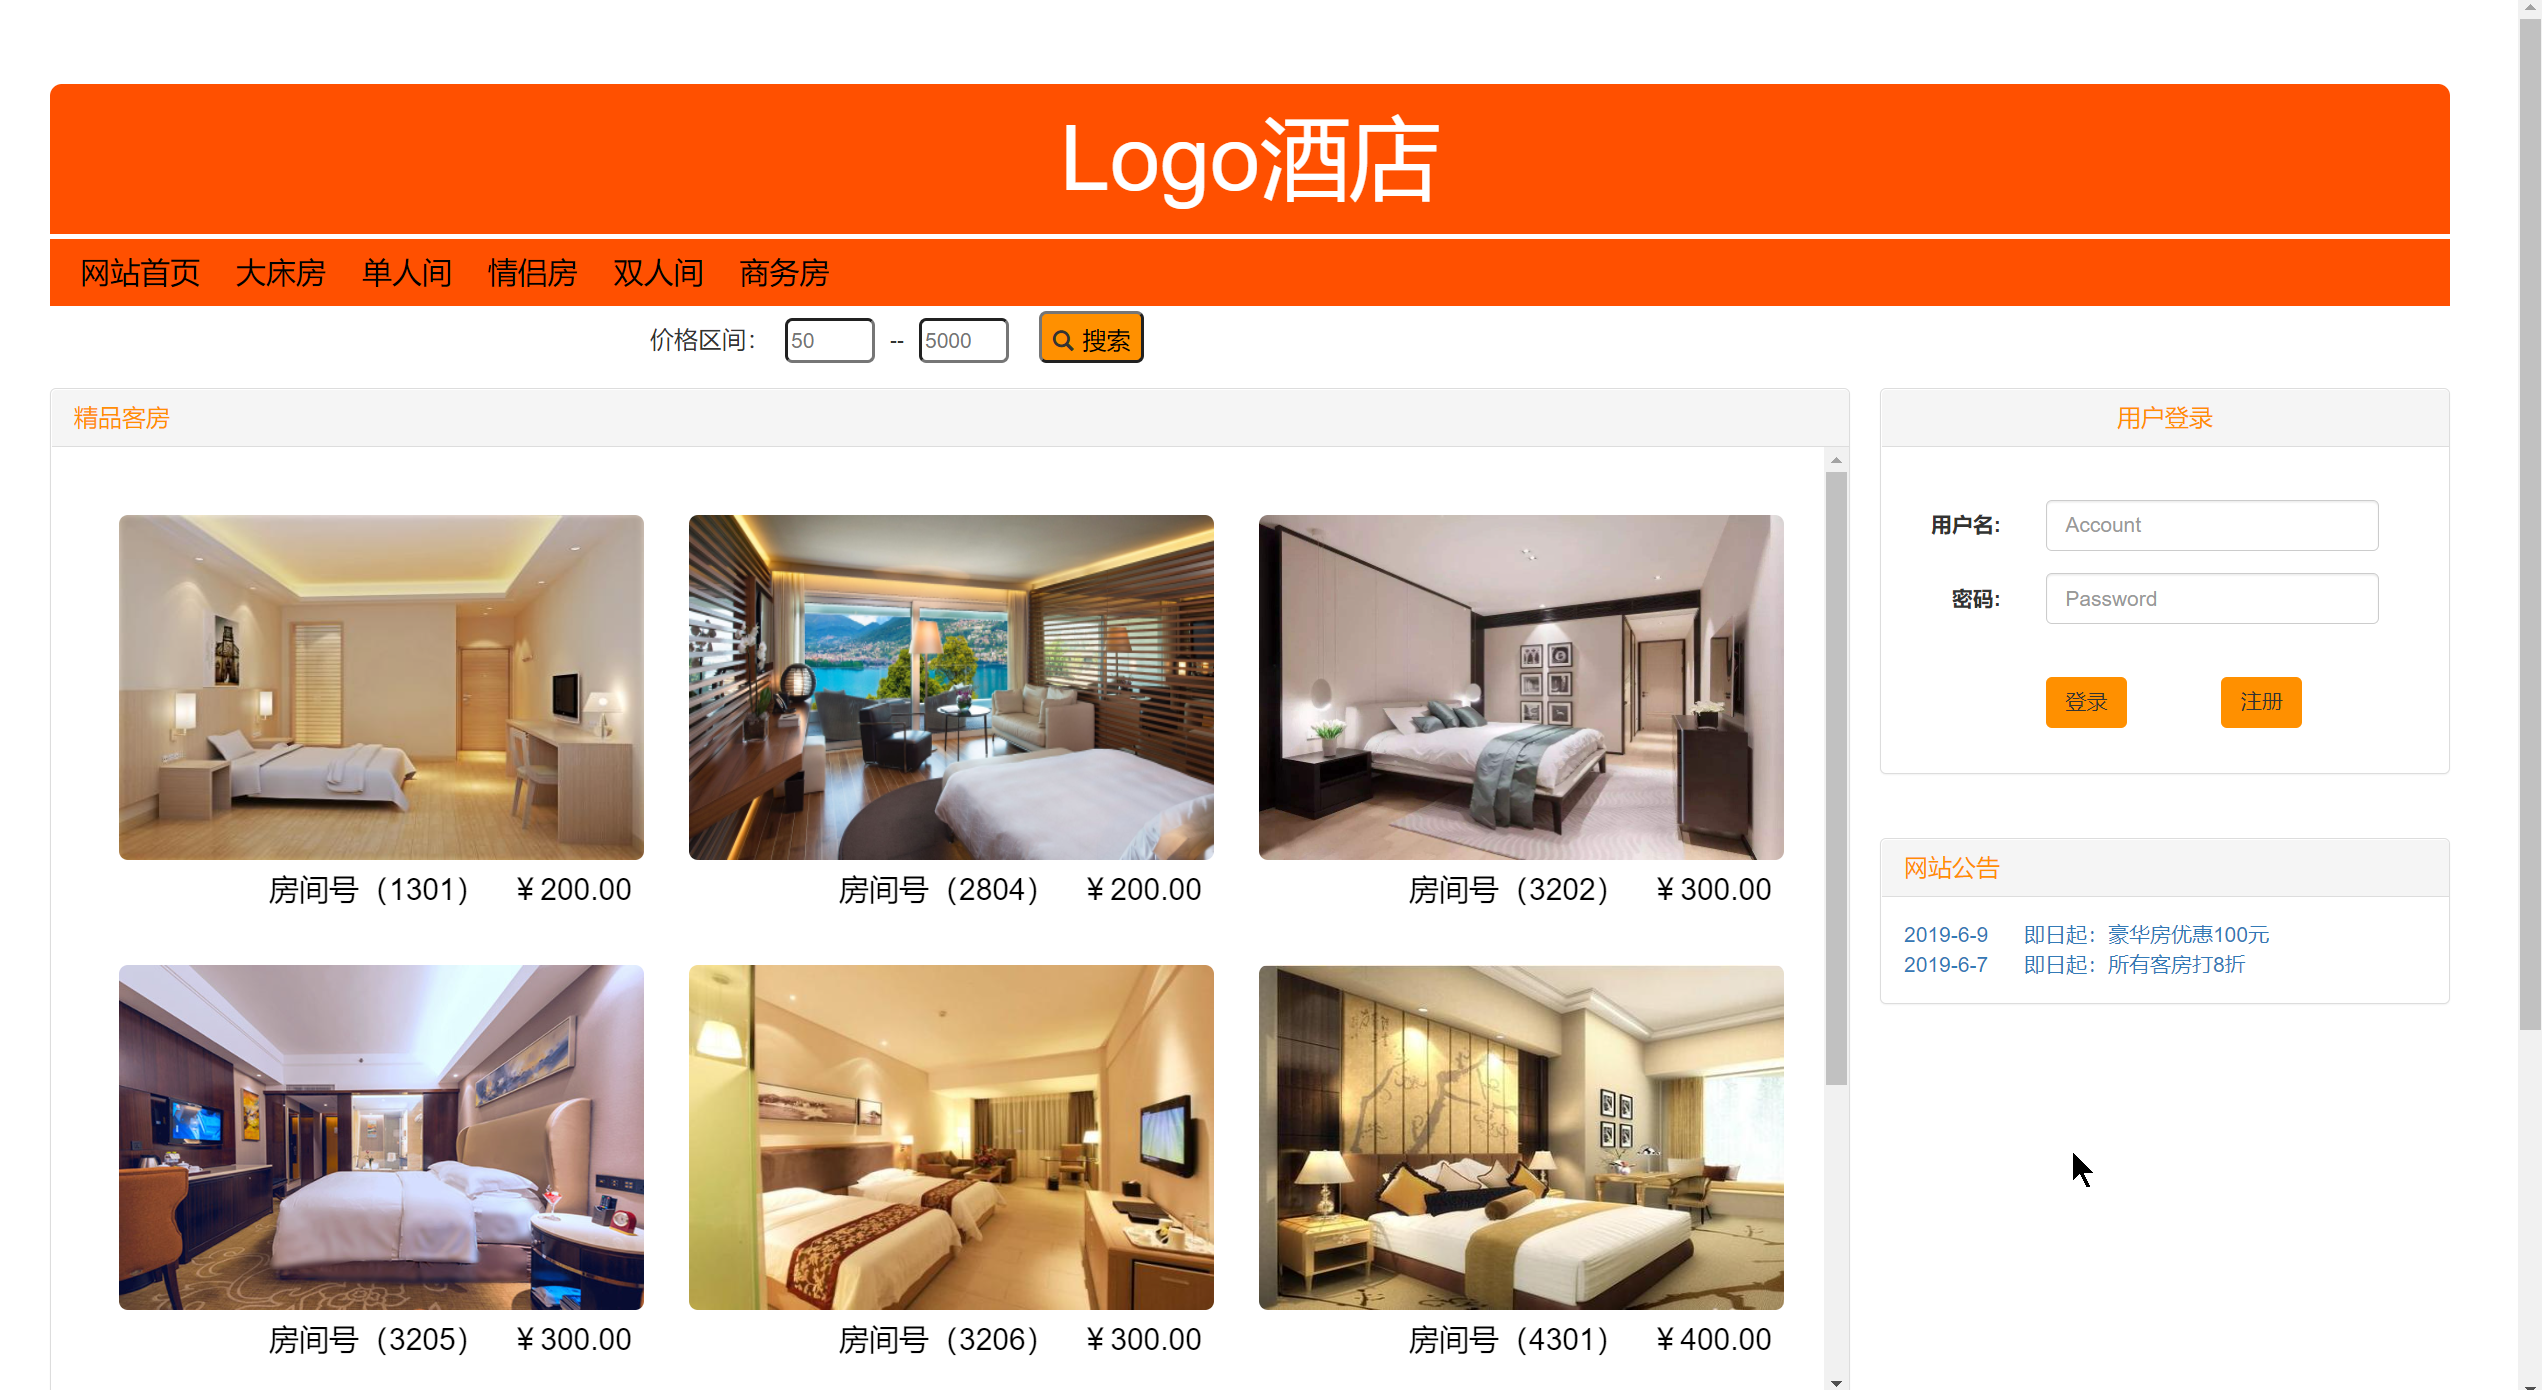 Logo酒店
网站首页 大床房 单人间 情侣房 双人间 商务房
价格区间： 50 -- 5000 搜索
精品客房
房间号（1301） ￥200.00
房间号（2804） ￥200.00
房间号（3202） ￥300.00
房间号（3205） ￥300.00
房间号（3206） ￥300.00
房间号（4301） ￥400.00
用户登录
用户名: Account
密码: Password
登录 注册
网站公告
2019-6-9 即日起：豪华房优惠100元
2019-6-7 即日起：所有客房打8折